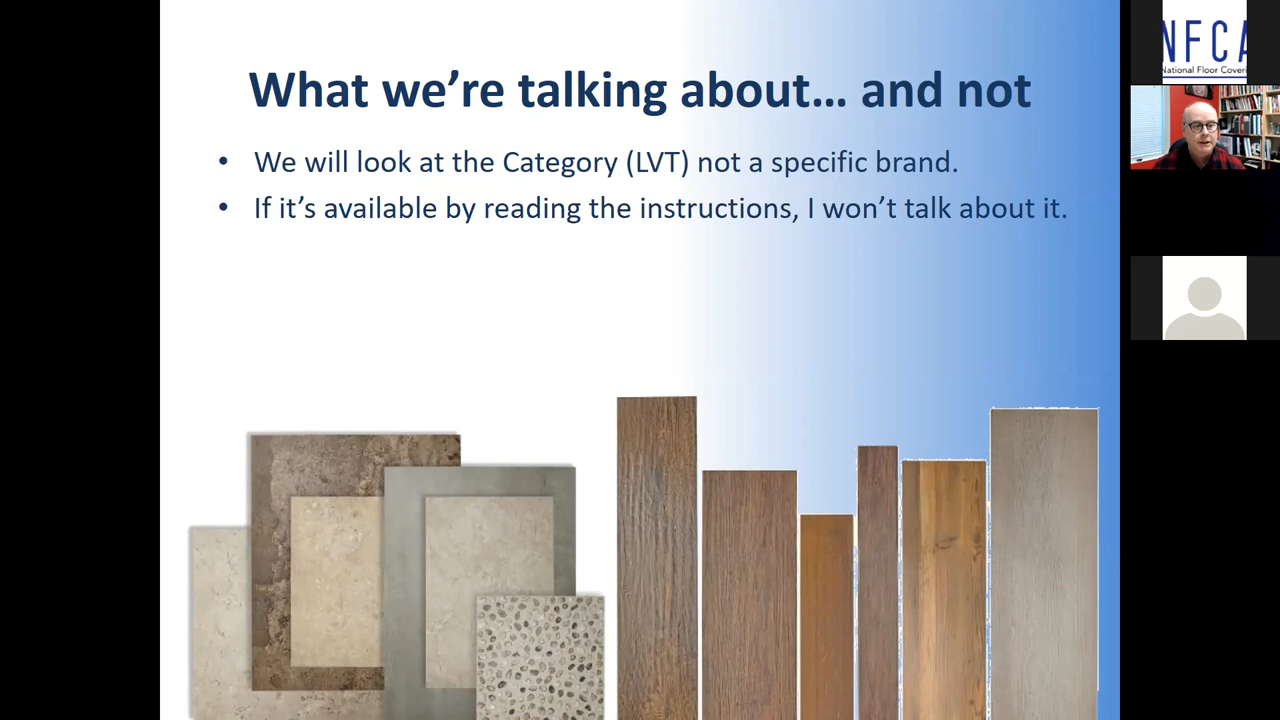 What we’re talking about… and not
• We will look at the Category (LVT) not a specific brand.
• If it’s available by reading the instructions, I won’t talk about it.
NFCA
National Floor Coveri